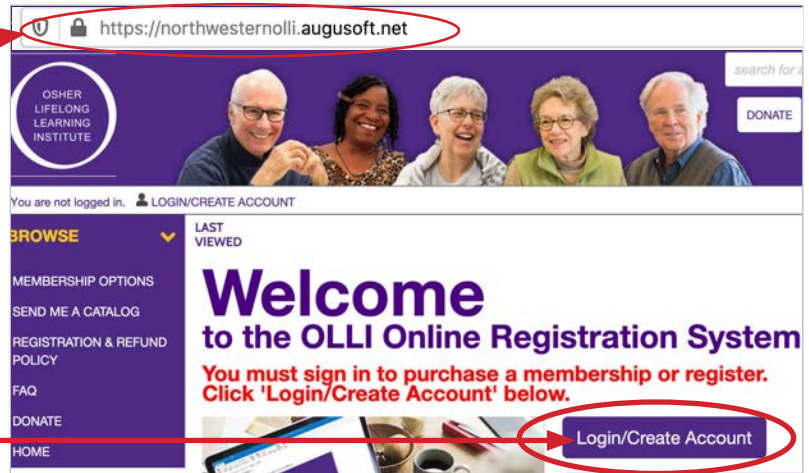 https://northwesternolli.augusoft.net
OSHER
LIFELONG
LEARNING
INSTITUTE
search for a
DONATE
You are not logged in. LOGIN/CREATE ACCOUNT
BROWSE
MEMBERSHIP OPTIONS
SEND ME A CATALOG
REGISTRATION & REFUND
POLICY
FAQ
DONATE
HOME
LAST
VIEWED
Welcome
to the OLLI Online Registration System
You must sign in to purchase a membership or register.
Click 'Login/Create Account' below.
Login/Create Account